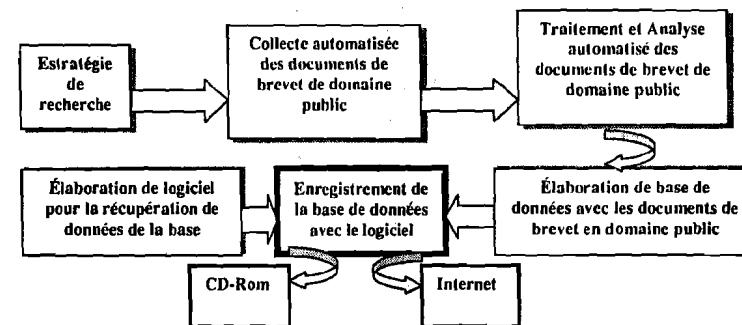 Estratégie
de
recherche
Collecte automatisée
des documents de
brevet de domaine
public
Traitement et Analyse
automatisé des
documents de brevet de
domaine public
Élaboration de logiciel
pour la récupération de
données de la base
Enregistrement de
la base de données
avec le logiciel
Élaboration de base de
données avec les documents de
brevet en domaine public
CD-Rom
Internet